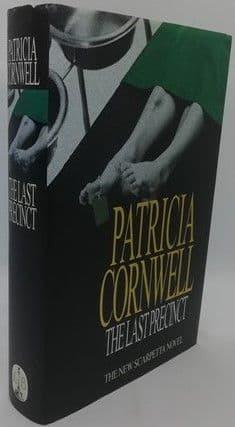 PATRICIA
CORNWELL
THE LAST
PRECINCT
PATRICIA
CORNWELL
THE LAST PRECINCT
THE NEW SCARPETTA NOVEL